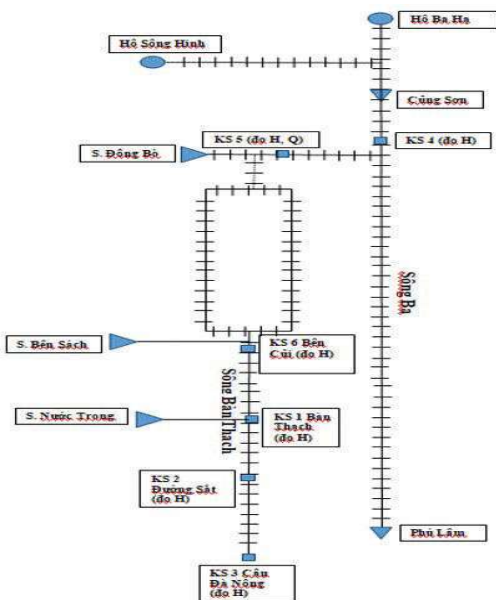 Hồ Ba Hạ
Hồ Sông Hinh
Củng Sơn
KS 5 (đo H, Q)
KS 4 (đo H)
S. Đồng Bò
Sông Ba
S. Bến Sách
KS 6 Bến
Củi (đo H)
Sông Bàn Thạch
S. Nước Trong
KS 1 Bàn
Thạch
(đo H)
KS 2
Đường Sắt
(đo H)
Phú Lâm
KS 3 Cầu
Đà Nông
(đo H)